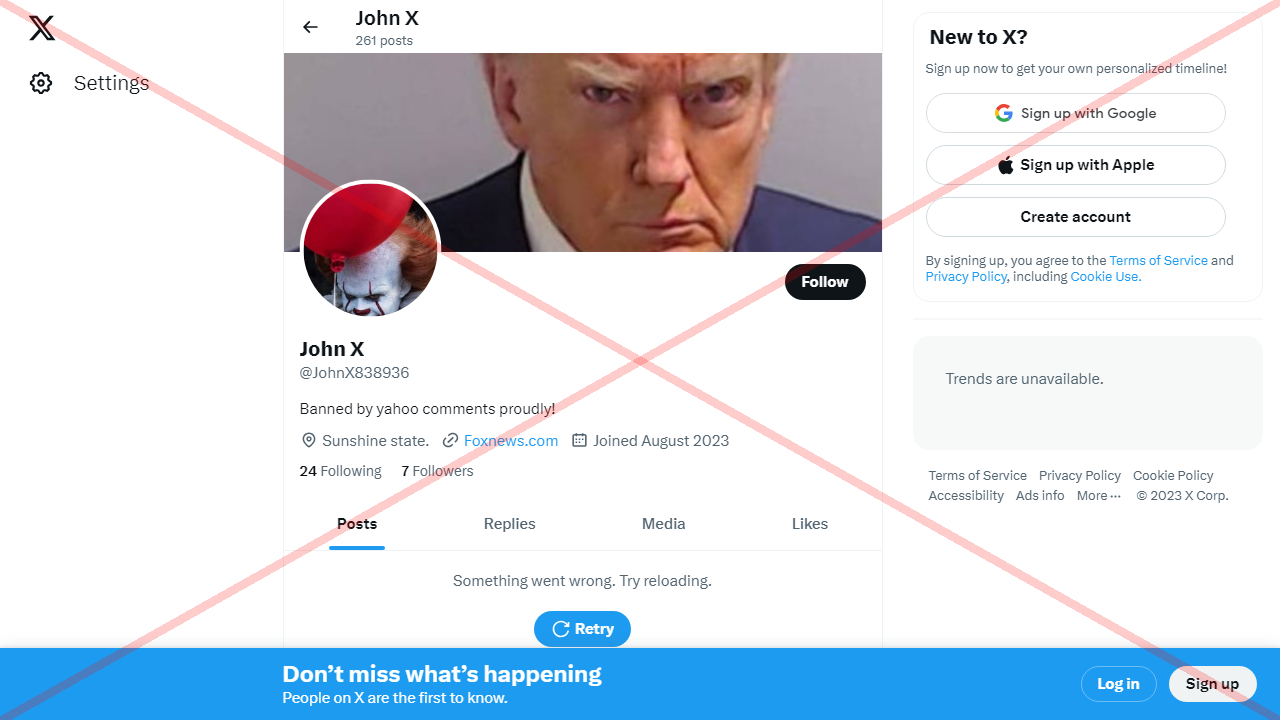 Settings
John X
261 posts
Follow
John X
@JohnX838936
Banned by yahoo comments proudly!
Sunshine state. Foxnews.com Joined August 2023
24 Following 7 Followers
Posts Replies Media Likes
Something went wrong. Try reloading.
Retry
New to X?
Sign up now to get your own personalized timeline!
Sign up with Google
Sign up with Apple
Create account
By signing up, you agree to the Terms of Service and
Privacy Policy, including Cookie Use.
Trends are unavailable.
Terms of Service Privacy Policy Cookie Policy
Accessibility Ads info More ··· © 2023 X Corp.
Don’t miss what’s happening
People on X are the first to know.
Log in Sign up